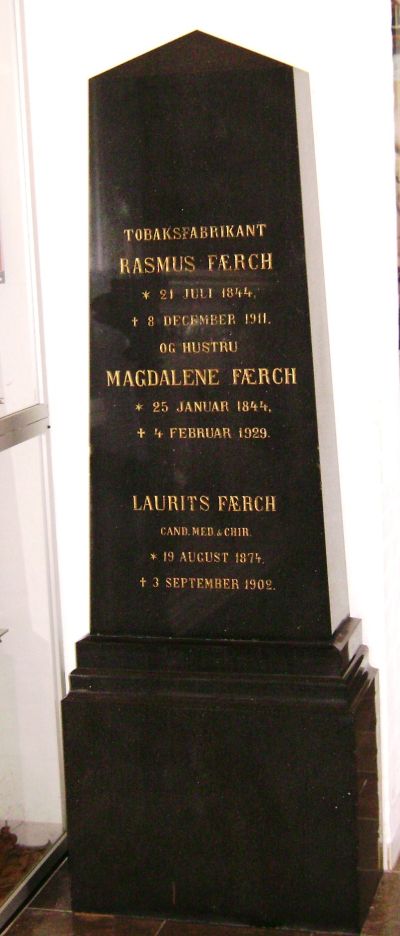 TOBAKSFABRIKANT
RASMUS FÆRCH
* 21 JULI 1844,
† 8 DECEMBER 1911.
OG HUSTRU
MAGDALENE FÆRCH
* 25 JANUAR 1844,
† 4 FEBRUAR 1929.
LAURITS FÆRCH
CAND. MED. & CHIR.
* 19 AUGUST 1874.
† 3 SEPTEMBER 1902.